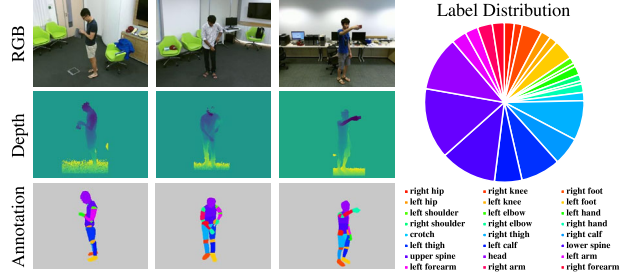 RGB
Depth
Annotation
Label Distribution
right hip right knee right foot
left hip left knee left foot
left shoulder left elbow left hand
right shoulder right elbow right hand
crotch right thigh right calf
left thigh left calf lower spine
upper spine head left arm
left forearm right arm right forearm